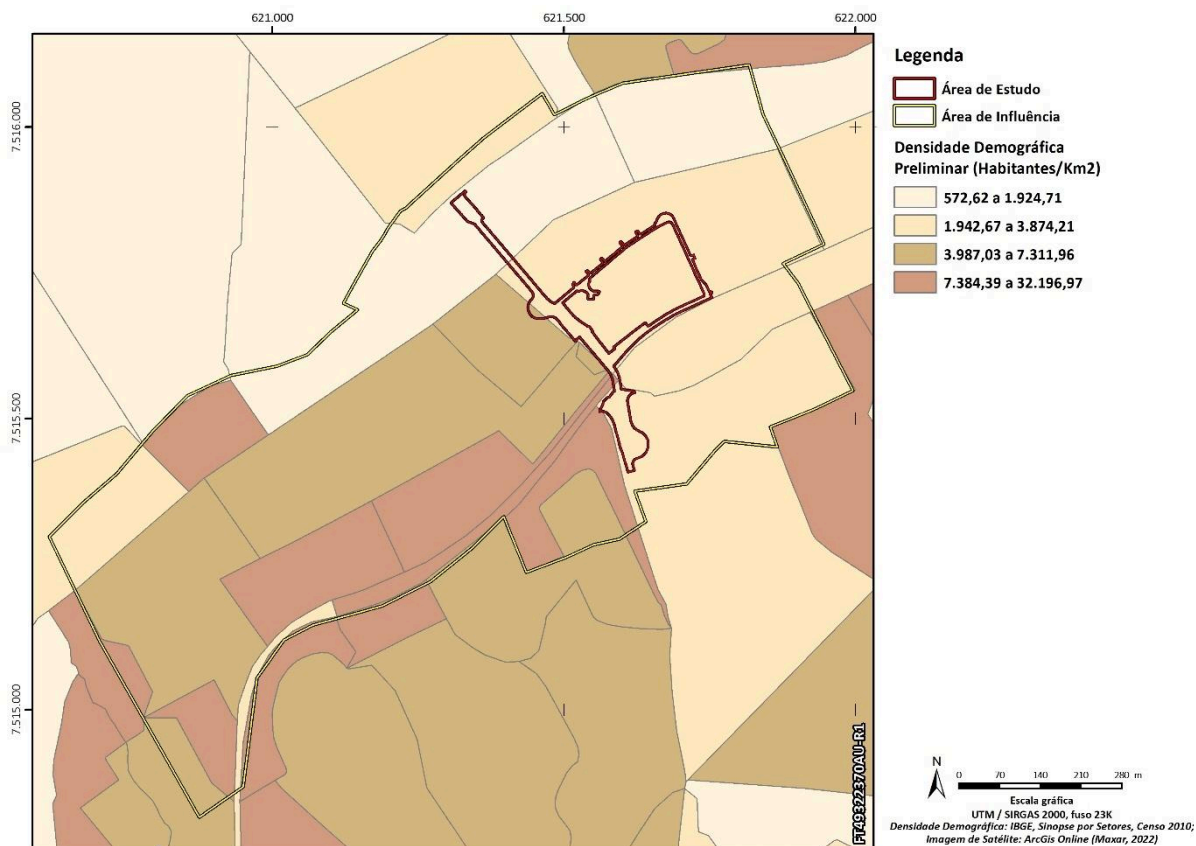 621.000
621.500
622.000
7.516.000
7.515.500
7.515.000
Legenda
Área de Estudo
Área de Influência
Densidade Demográfica
Preliminar (Habitantes/Km2)
572,62 a 1.924,71
1.942,67 a 3.874,21
3.987,03 a 7.311,96
7.384,39 a 32.196,97
FT49322370AU-R1
N
0 70 140 210 280 m
Escala gráfica
UTM / SIRGAS 2000, fuso 23K
Densidade Demográfica: IBGE, Sinopse por Setores, Censo 2010;
Imagem de Satélite: ArcGis Online (Maxar, 2022)